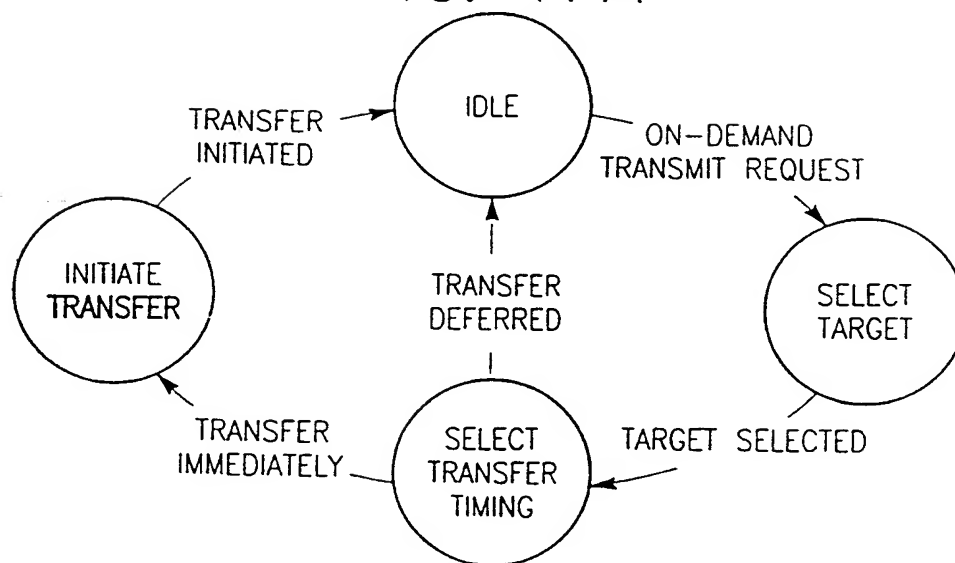 IDLE
TRANSFER
INITIATED
ON-DEMAND
TRANSMIT REQUEST
INITIATE
TRANSFER
TRANSFER
DEFERRED
SELECT
TARGET
TRANSFER
IMMEDIATELY
SELECT
TRANSFER
TIMING
TARGET SELECTED